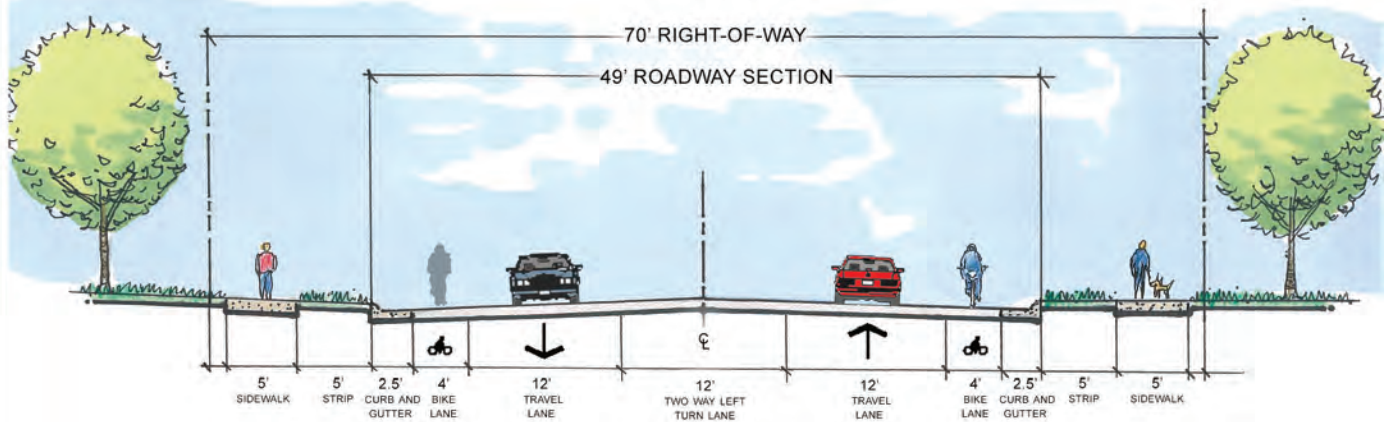 70' RIGHT-OF-WAY
49' ROADWAY SECTION
℄
5' 5' 2.5' 4' 12' 12' 12' 4' 2.5' 5' 5'
SIDEWALK STRIP CURB AND BIKE TRAVEL TWO WAY LEFT TRAVEL BIKE CURB AND STRIP SIDEWALK
GUTTER LANE LANE TURN LANE LANE LANE GUTTER